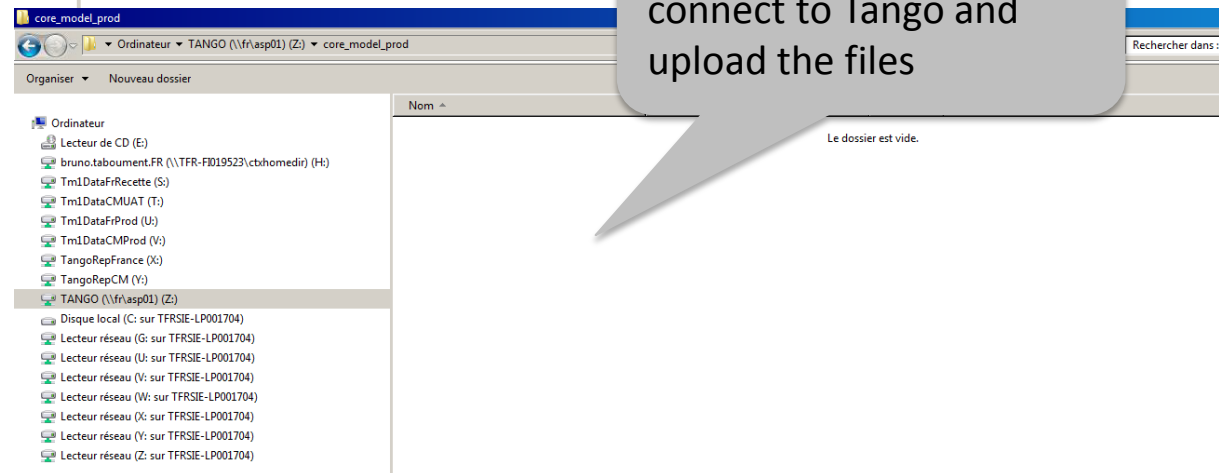 core_model_prod
connect to Tango and
upload the files
Ordinateur ▾ TANGO (\\fr\asp01) (Z:) ▾ core_model_prod
Rechercher dans :
Organiser ▾ Nouveau dossier
Nom
Le dossier est vide.
Ordinateur
Lecteur de CD (E:)
bruno.taboument.FR (\\TFR-FI019523\ctxhomedir) (H:)
Tm1DataFrRecette (S:)
Tm1DataCMUAT (T:)
Tm1DataFrProd (U:)
Tm1DataCMProd (V:)
TangoRepFrance (X:)
TangoRepCM (Y:)
TANGO (\\fr\asp01) (Z:)
Disque local (C: sur TFRSIE-LP001704)
Lecteur réseau (G: sur TFRSIE-LP001704)
Lecteur réseau (U: sur TFRSIE-LP001704)
Lecteur réseau (V: sur TFRSIE-LP001704)
Lecteur réseau (W: sur TFRSIE-LP001704)
Lecteur réseau (X: sur TFRSIE-LP001704)
Lecteur réseau (Y: sur TFRSIE-LP001704)
Lecteur réseau (Z: sur TFRSIE-LP001704)